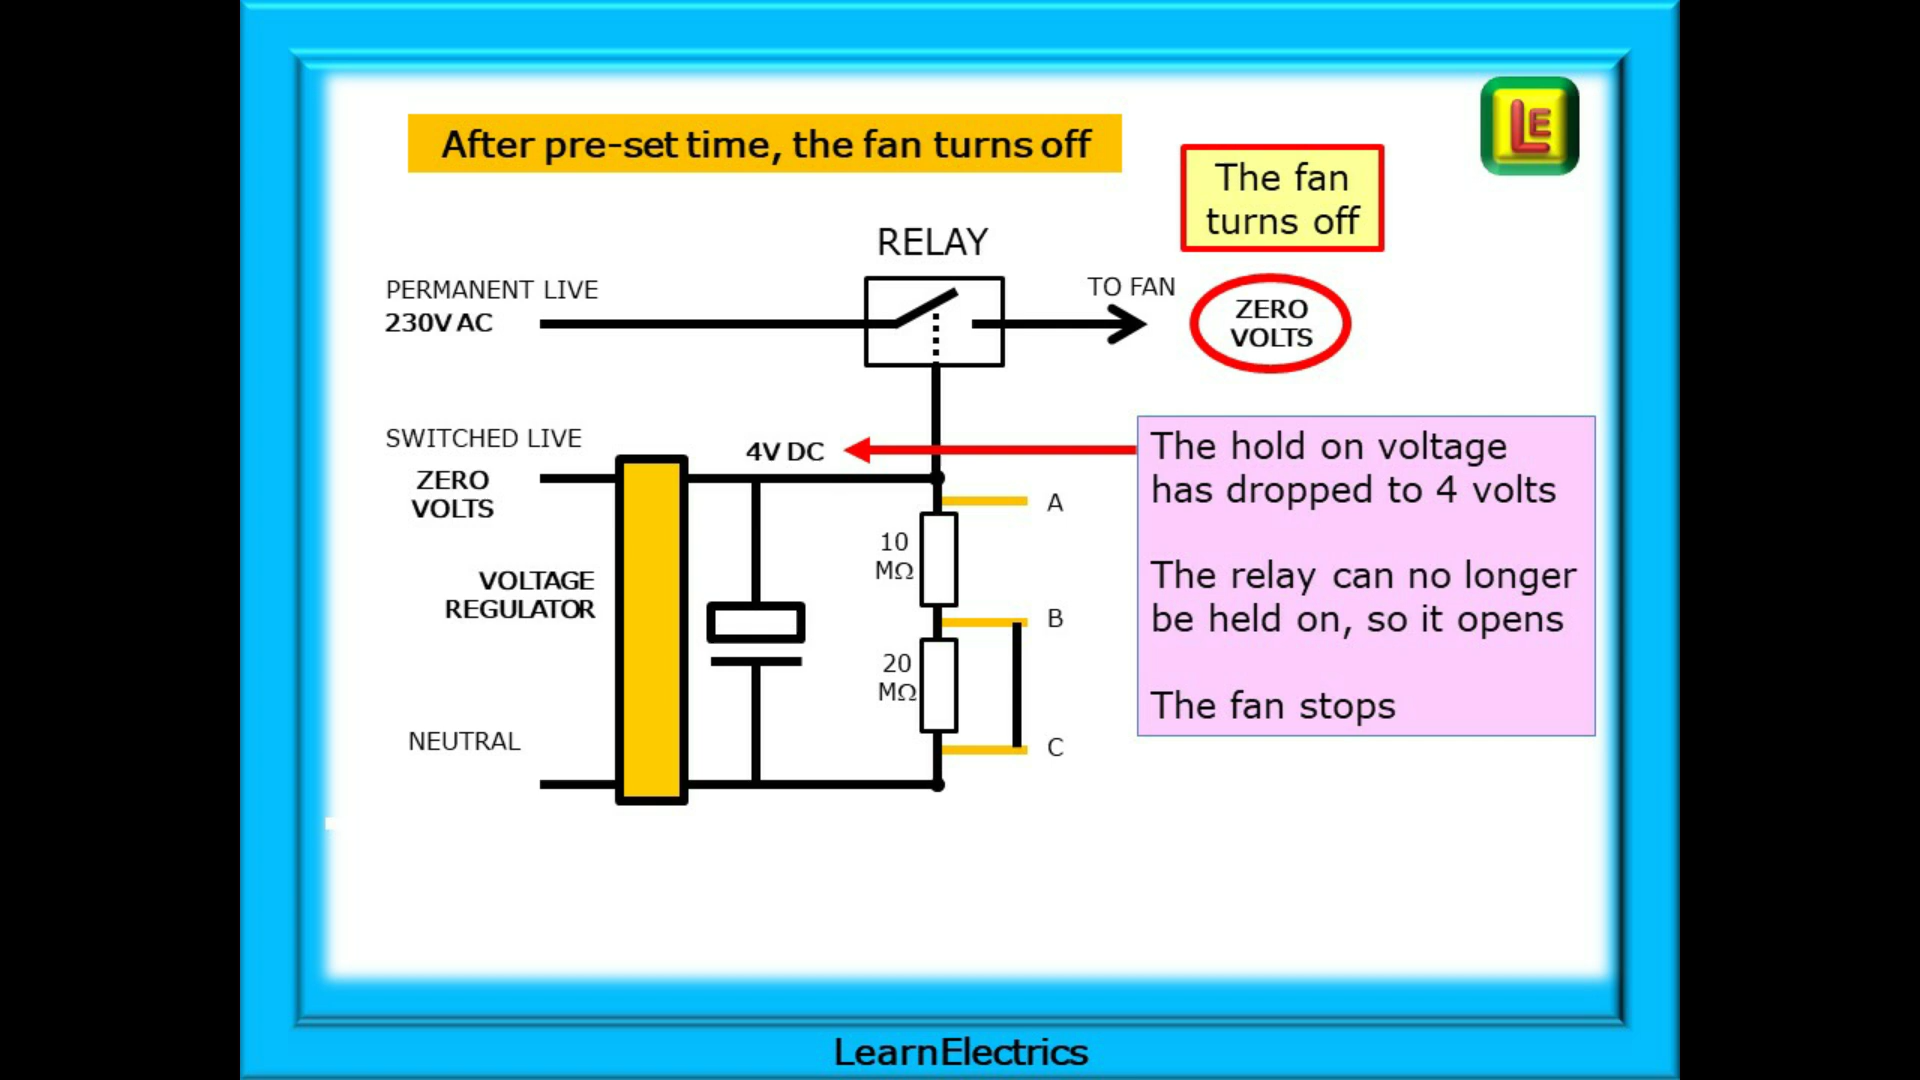 After pre-set time, the fan turns off
LE
The fan
turns off
RELAY
PERMANENT LIVE
230V AC
TO FAN
ZERO
VOLTS
SWITCHED LIVE
ZERO
VOLTS
4V DC
The hold on voltage
has dropped to 4 volts
The relay can no longer
be held on, so it opens
The fan stops
A
10
MΩ
VOLTAGE
REGULATOR
B
20
MΩ
NEUTRAL
C
LearnElectrics